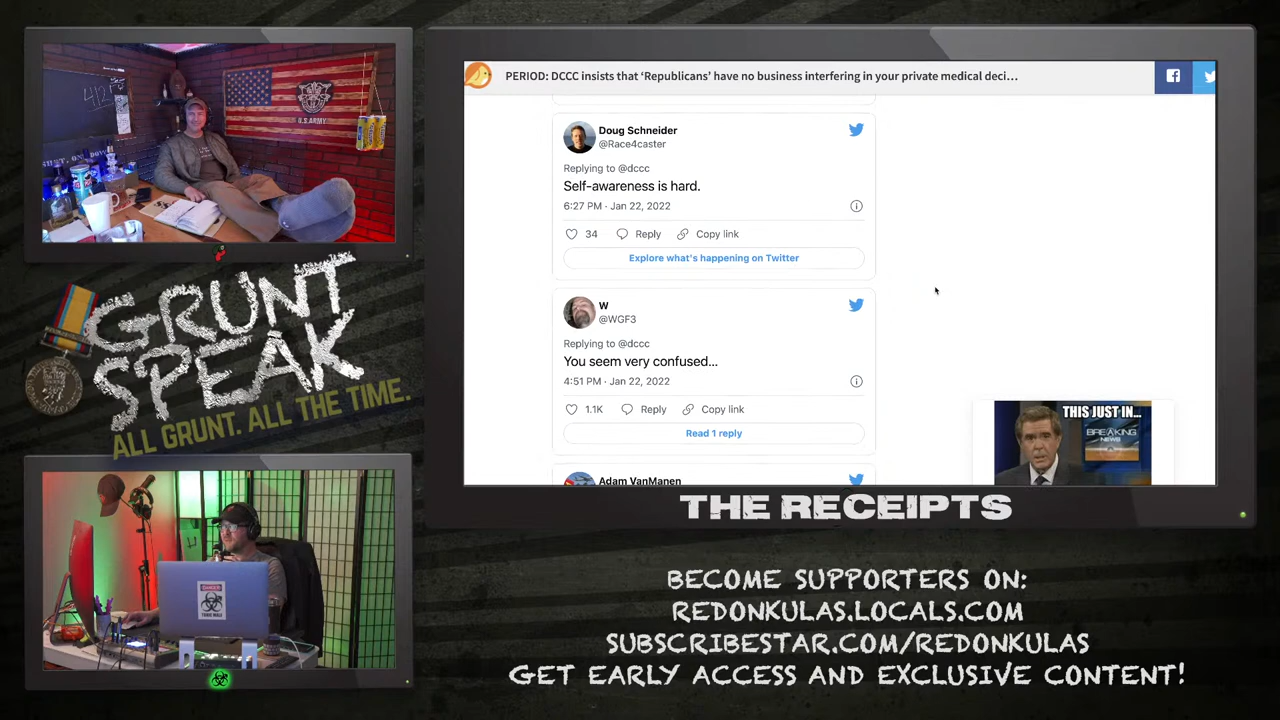 PERIOD: DCCC insists that ‘Republicans’ have no business interfering in your private medical deci...
Doug Schneider
@Race4caster
Replying to @dccc
Self-awareness is hard.
6:27 PM · Jan 22, 2022
34 Reply Copy link
Explore what's happening on Twitter
W
@WGF3
Replying to @dccc
You seem very confused...
4:51 PM · Jan 22, 2022
1.1K Reply Copy link
Read 1 reply
Adam VanManen
THIS JUST IN...
BREAKING
NEWS
U.S. ARMY
GRUNT
SPEAK
ALL GRUNT. ALL THE TIME.
DANGER
THE RECEIPTS
BECOME SUPPORTERS ON:
REDONKULAS.LOCALS.COM
SUBSCRIBESTAR.COM/REDONKULAS
GET EARLY ACCESS AND EXCLUSIVE CONTENT!